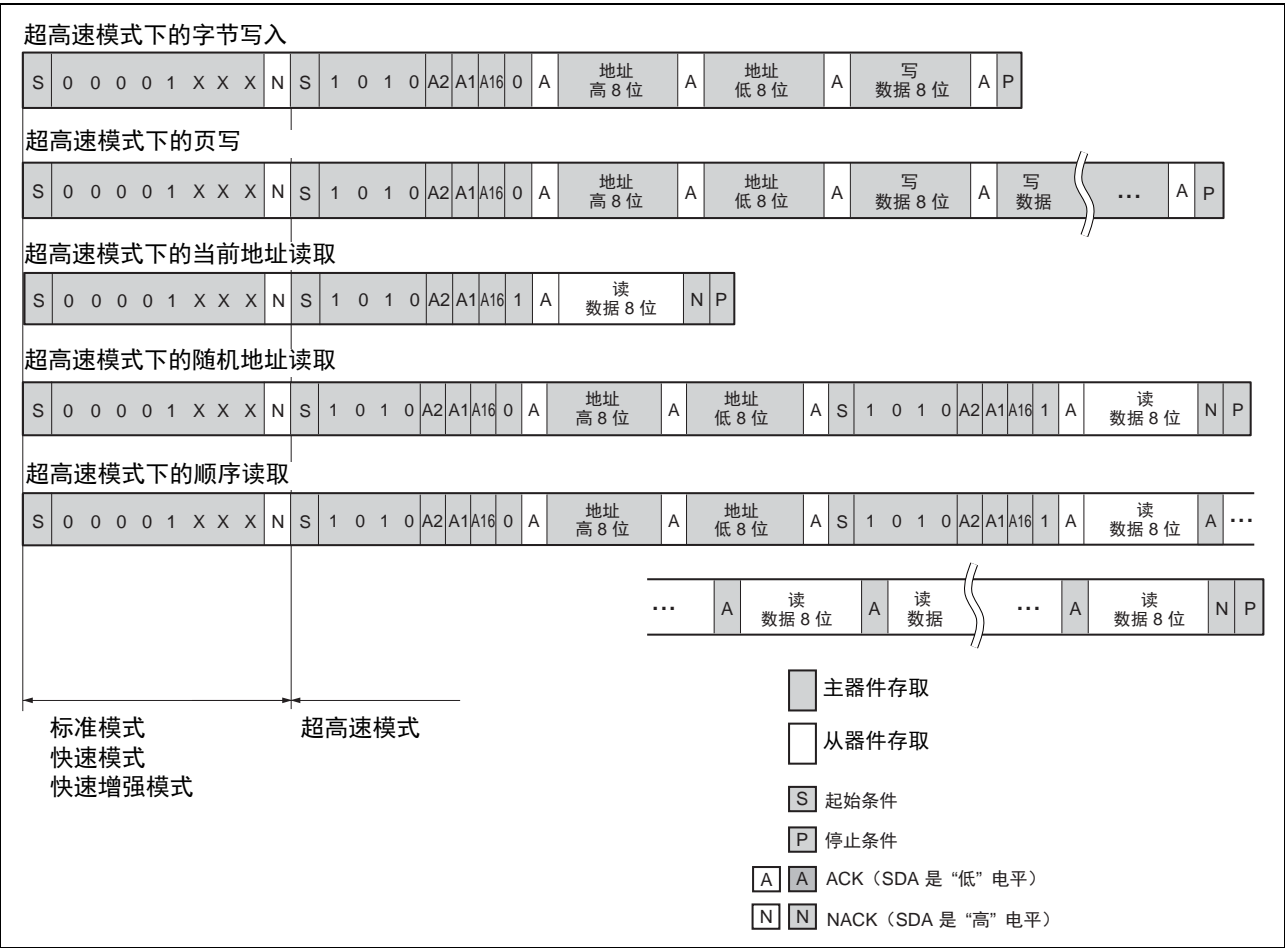 超高速模式下的字节写入
S 0 0 0 0 1 X X X N S 1 0 1 0 A2 A1 A16 0 A 地址 高 8 位 A 地址 低 8 位 A 写 数据 8 位 A P
超高速模式下的页写
S 0 0 0 0 1 X X X N S 1 0 1 0 A2 A1 A16 0 A 地址 高 8 位 A 地址 低 8 位 A 写 数据 8 位 A 写 数据 ... A P
超高速模式下的当前地址读取
S 0 0 0 0 1 X X X N S 1 0 1 0 A2 A1 A16 1 A 读 数据 8 位 N P
超高速模式下的随机地址读取
S 0 0 0 0 1 X X X N S 1 0 1 0 A2 A1 A16 0 A 地址 高 8 位 A 地址 低 8 位 A S 1 0 1 0 A2 A1 A16 1 A 读 数据 8 位 N P
超高速模式下的顺序读取
S 0 0 0 0 1 X X X N S 1 0 1 0 A2 A1 A16 0 A 地址 高 8 位 A 地址 低 8 位 A S 1 0 1 0 A2 A1 A16 1 A 读 数据 8 位 A ...
... A 读 数据 8 位 A 读 数据 ... A 读 数据 8 位 N P
主器件存取
标准模式 超高速模式
从器件存取
快速模式
快速增强模式
S 起始条件
P 停止条件
A A ACK（SDA 是 “低” 电平）
N N NACK（SDA 是 “高” 电平）